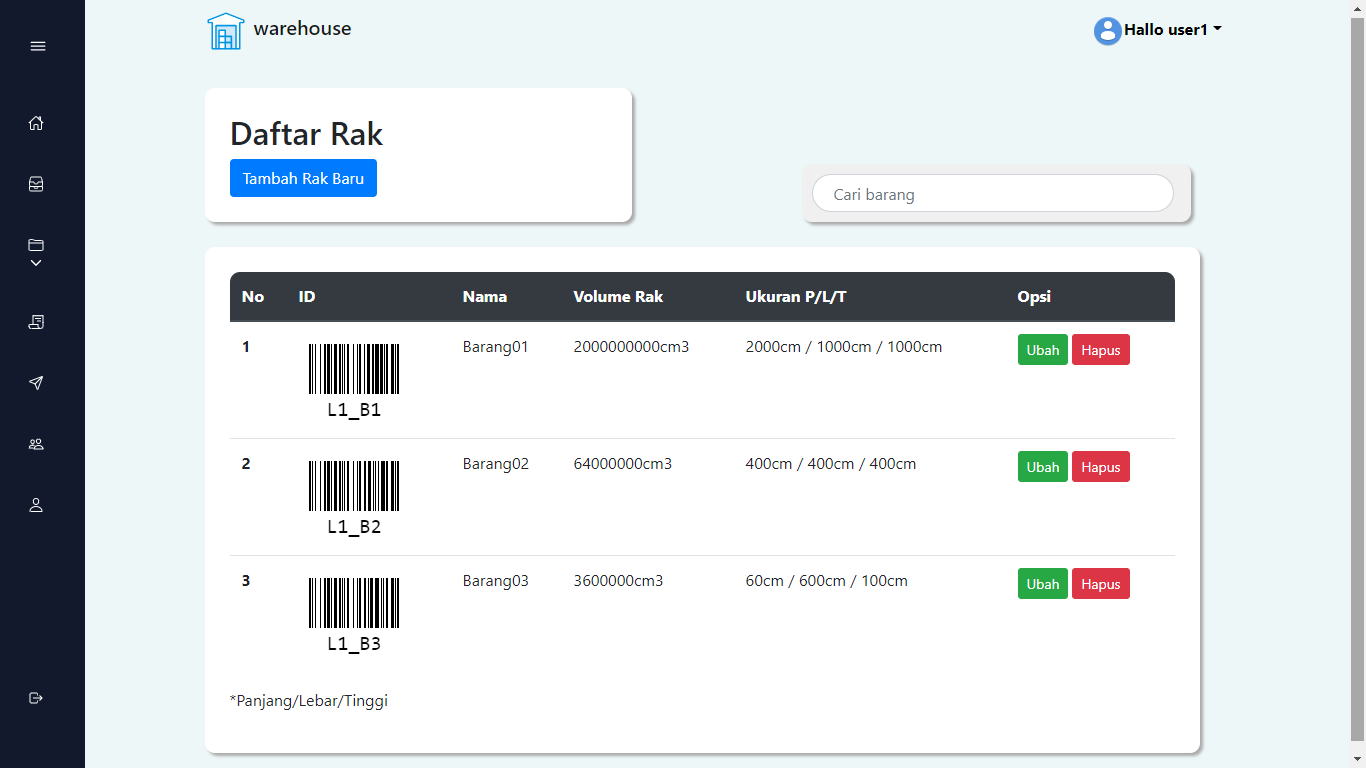 warehouse
Hallo user1
Daftar Rak
Tambah Rak Baru
Cari barang
No ID Nama Volume Rak Ukuran P/L/T Opsi
1 Barang01 2000000000cm3 2000cm / 1000cm / 1000cm Ubah Hapus
L1_B1
2 Barang02 64000000cm3 400cm / 400cm / 400cm Ubah Hapus
L1_B2
3 Barang03 3600000cm3 60cm / 600cm / 100cm Ubah Hapus
L1_B3
*Panjang/Lebar/Tinggi